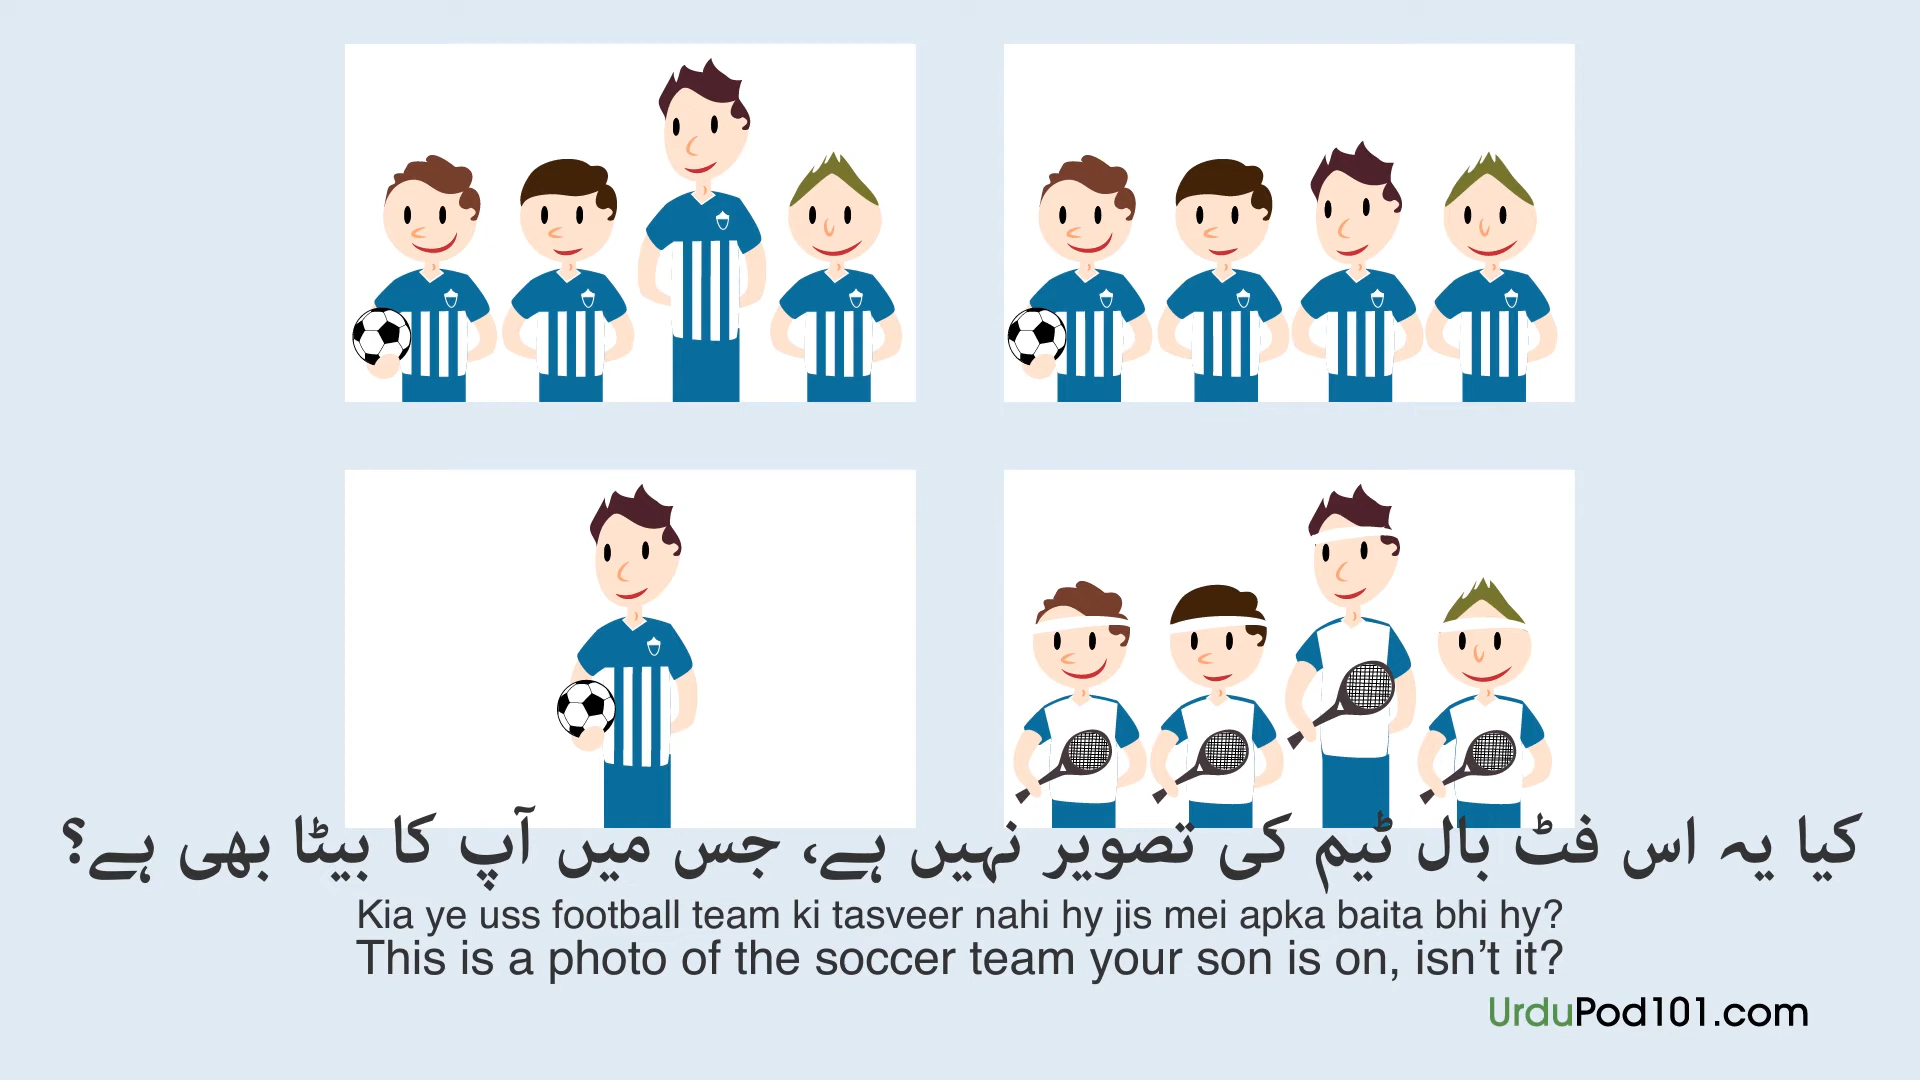 کیا یہ اس فٹ بال ٹیم کی تصویر نہیں ہے، جس میں آپ کا بیٹا بھی ہے؟
Kia ye uss football team ki tasveer nahi hy jis mei apka baita bhi hy?
This is a photo of the soccer team your son is on, isn’t it?
UrduPod101.com